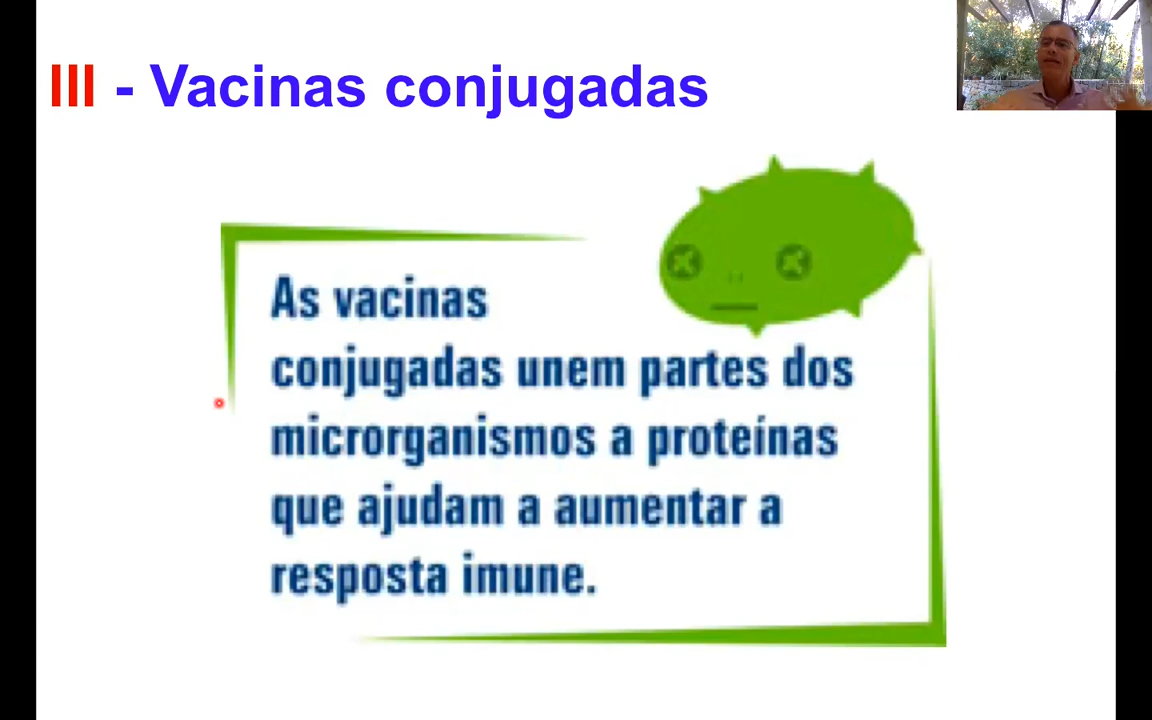 III - Vacinas conjugadas
As vacinas
conjugadas unem partes dos
microrganismos a proteínas
que ajudam a aumentar a
resposta imune.